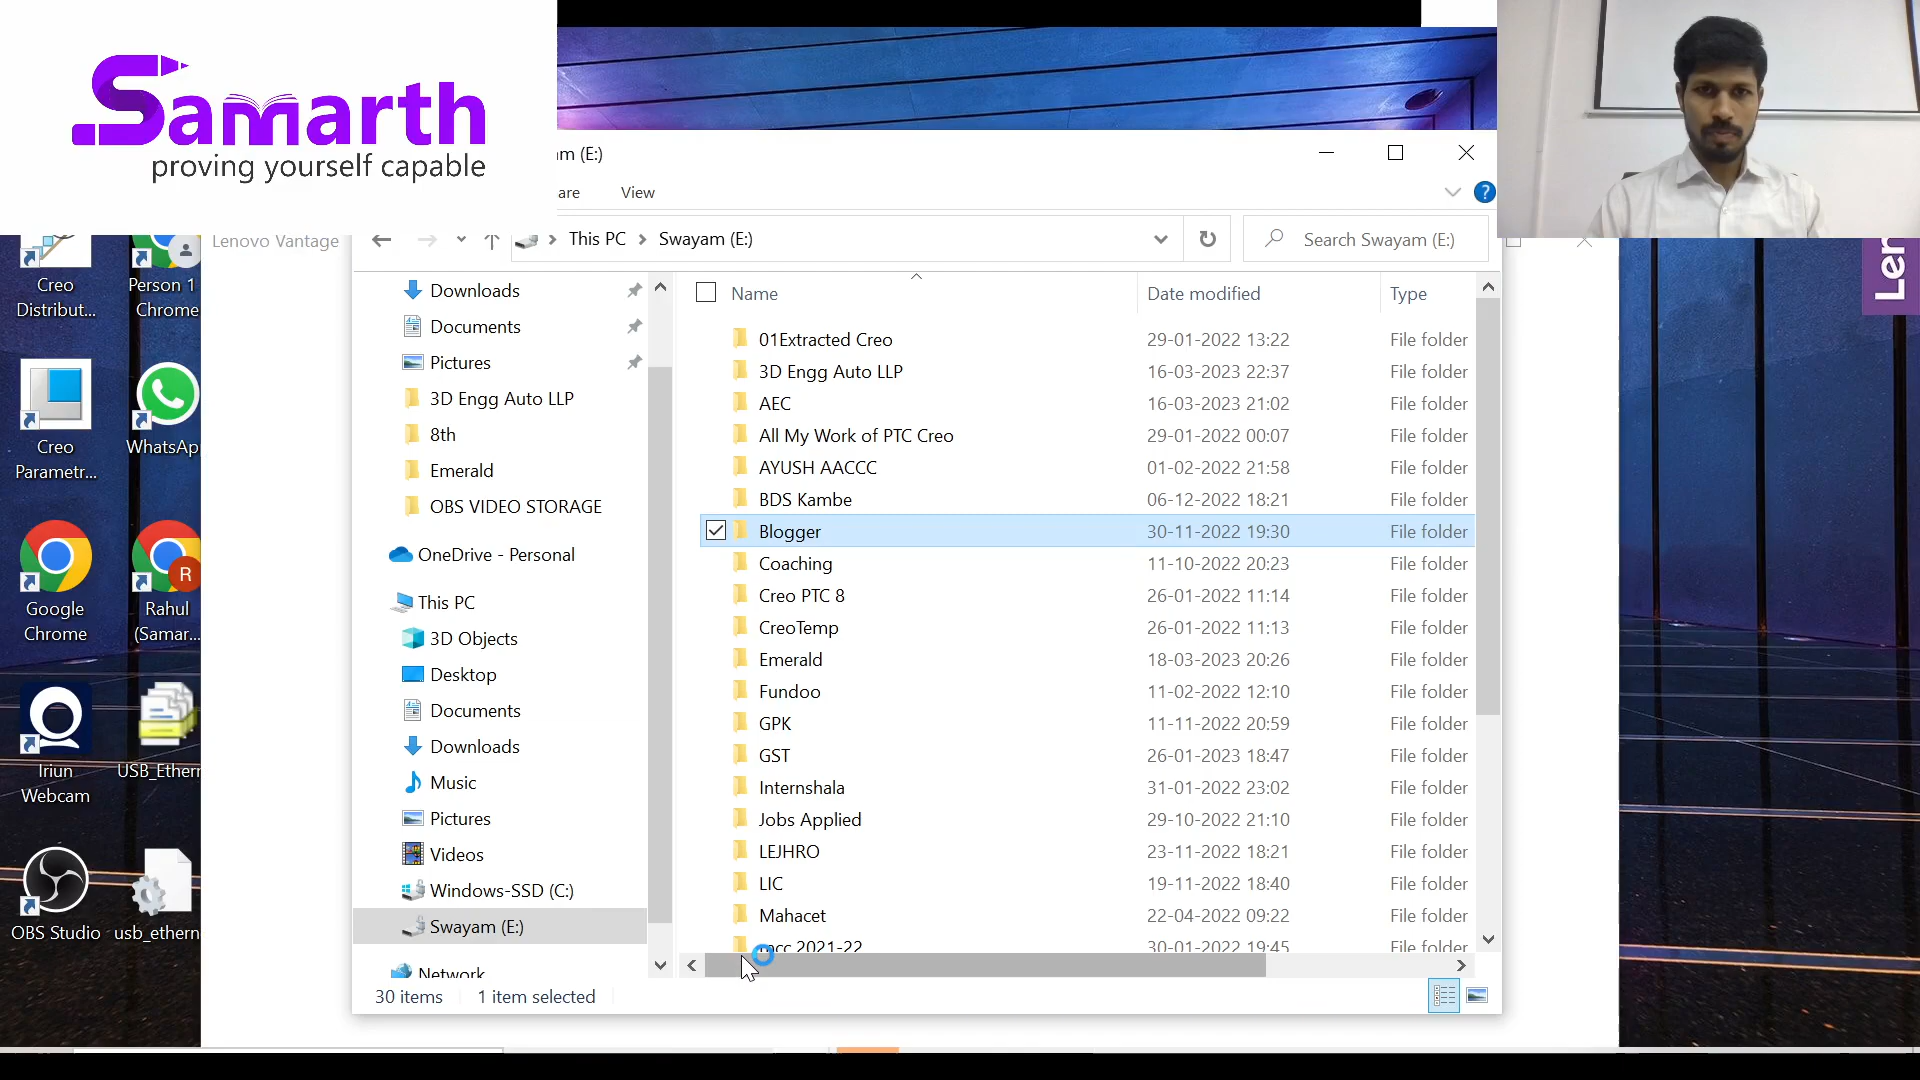 Samarth
proving yourself capable
am (E:)
are
View
Lenovo Vantage
This PC
Swayam (E:)
Search Swayam (E:)
Len
Creo
Distribut...
Person 1
Chrome
Creo
Parametr...
WhatsAp
Google
Chrome
R
Rahul
(Samar...
Iriun
Webcam
USB_Ethern
OBS Studio
usb_ethern
Downloads
Documents
Pictures
3D Engg Auto LLP
8th
Emerald
OBS VIDEO STORAGE
OneDrive - Personal
This PC
3D Objects
Desktop
Documents
Downloads
Music
Pictures
Videos
Windows-SSD (C:)
Swayam (E:)
Network
Name Date modified Type
01Extracted Creo 29-01-2022 13:22 File folder
3D Engg Auto LLP 16-03-2023 22:37 File folder
AEC 16-03-2023 21:02 File folder
All My Work of PTC Creo 29-01-2022 00:07 File folder
AYUSH AACCC 01-02-2022 21:58 File folder
BDS Kambe 06-12-2022 18:21 File folder
Blogger 30-11-2022 19:30 File folder
Coaching 11-10-2022 20:23 File folder
Creo PTC 8 26-01-2022 11:14 File folder
CreoTemp 26-01-2022 11:13 File folder
Emerald 18-03-2023 20:26 File folder
Fundoo 11-02-2022 12:10 File folder
GPK 11-11-2022 20:59 File folder
GST 26-01-2023 18:47 File folder
Internshala 31-01-2022 23:02 File folder
Jobs Applied 29-10-2022 21:10 File folder
LEJHRO 23-11-2022 18:21 File folder
LIC 19-11-2022 18:40 File folder
Mahacet 22-04-2022 09:22 File folder
2021-22 30-01-2022 19:45 File folder
30 items 1 item selected